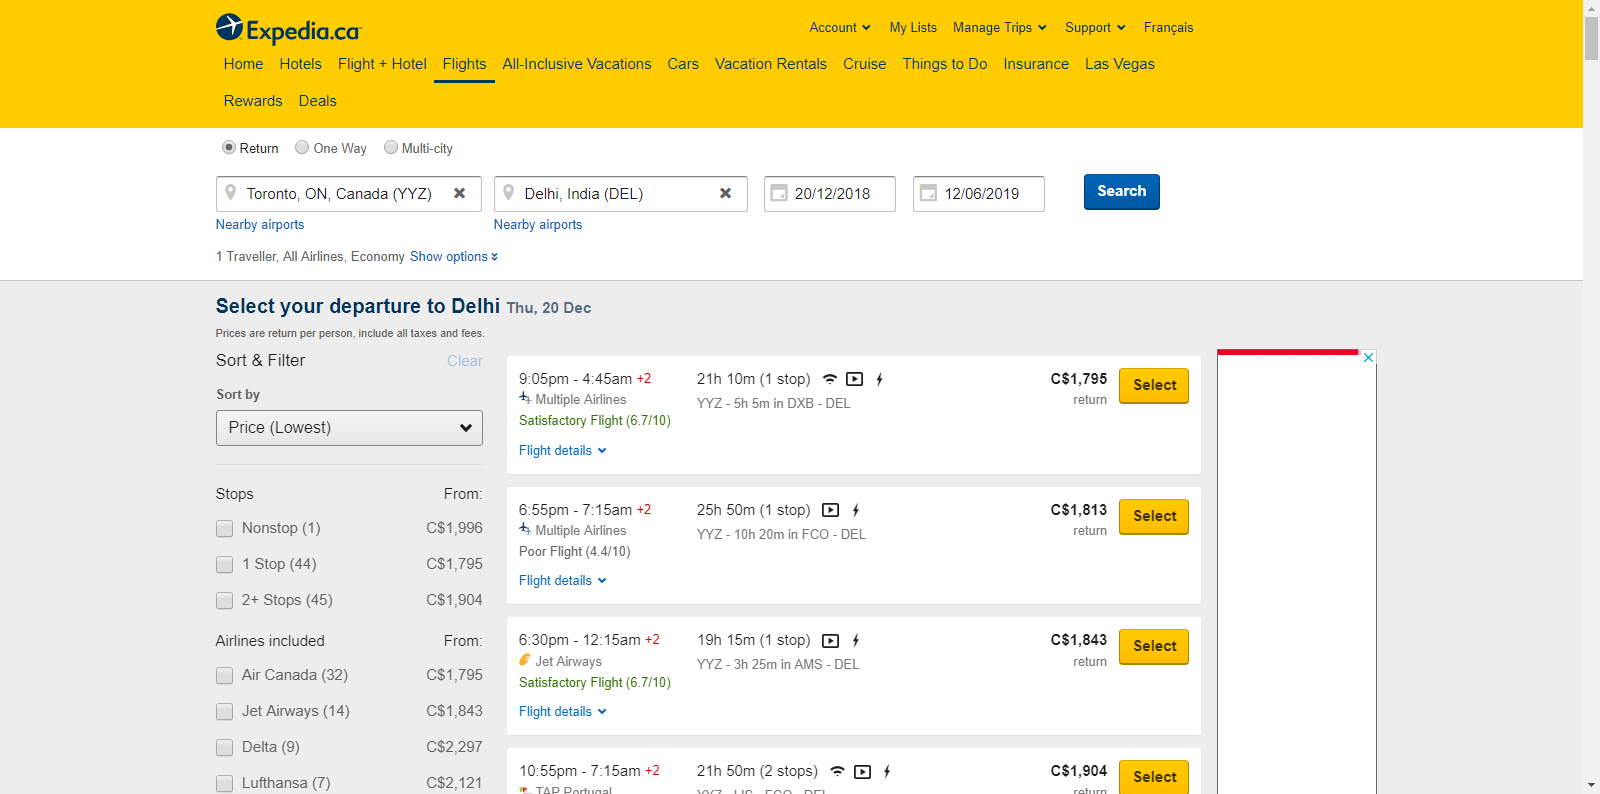 Expedia.ca
Account My Lists Manage Trips Support Français
Home Hotels Flight + Hotel Flights All-Inclusive Vacations Cars Vacation Rentals Cruise Things to Do Insurance Las Vegas
Rewards Deals
Return One Way Multi-city
Toronto, ON, Canada (YYZ) Delhi, India (DEL) 20/12/2018 12/06/2019 Search
Nearby airports Nearby airports
1 Traveller, All Airlines, Economy Show options
Select your departure to Delhi Thu, 20 Dec
Prices are return per person, include all taxes and fees.
Sort & Filter Clear
Sort by
Price (Lowest)
Stops From:
Nonstop (1) C$1,996
1 Stop (44) C$1,795
2+ Stops (45) C$1,904
Airlines included From:
Air Canada (32) C$1,795
Jet Airways (14) C$1,843
Delta (9) C$2,297
Lufthansa (7) C$2,121
9:05pm - 4:45am +2 21h 10m (1 stop) C$1,795 Select
Multiple Airlines YYZ - 5h 5m in DXB - DEL return
Satisfactory Flight (6.7/10)
Flight details
6:55pm - 7:15am +2 25h 50m (1 stop) C$1,813 Select
Multiple Airlines YYZ - 10h 20m in FCO - DEL return
Poor Flight (4.4/10)
Flight details
6:30pm - 12:15am +2 19h 15m (1 stop) C$1,843 Select
Jet Airways YYZ - 3h 25m in AMS - DEL return
Satisfactory Flight (6.7/10)
Flight details
10:55pm - 7:15am +2 21h 50m (2 stops) C$1,904 Select
TAP Portugal YYZ - LIS - FCO - DEL return